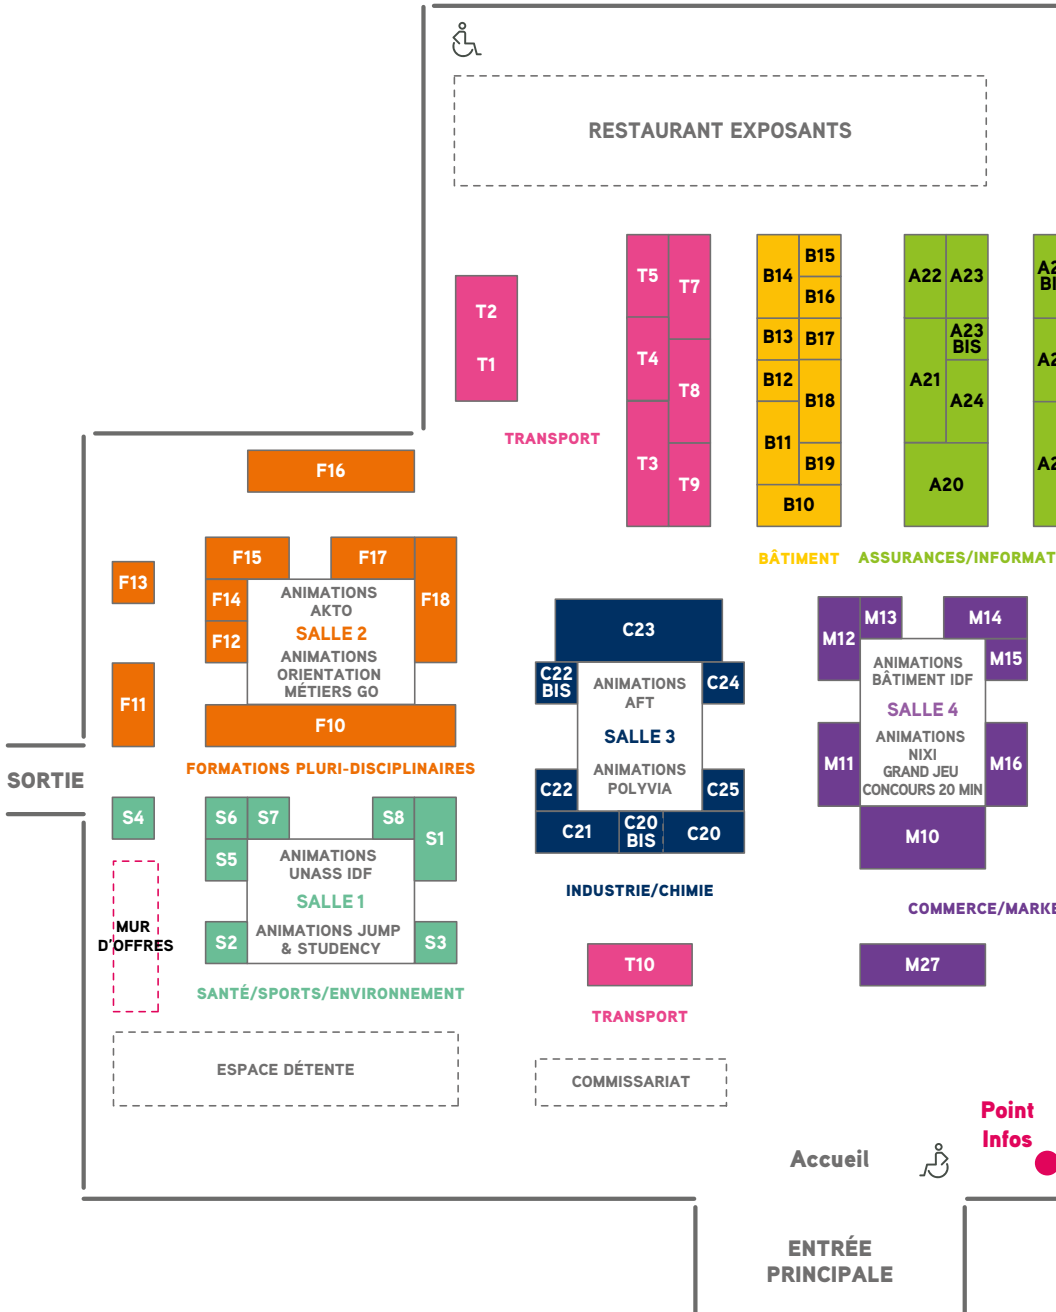 RESTAURANT EXPOSANTS
T2
T1
T5
T7
T4
T8
T3
T9
TRANSPORT
B14
B15
B16
B13
B17
B12
B18
B11
B19
B10
BÂTIMENT
A22
A23
A23
BIS
A21
A24
A20
ASSURANCES/INFORMAT
F16
F15
F17
F13
F14
F18
F12
ANIMATIONS
AKTO
SALLE 2
ANIMATIONS
ORIENTATION
MÉTIERS GO
F11
F10
FORMATIONS PLURI-DISCIPLINAIRES
SORTIE
C23
C22
BIS
C24
ANIMATIONS
AFT
SALLE 3
ANIMATIONS
POLYVIA
C22
C25
C21
C20
BIS
C20
INDUSTRIE/CHIMIE
M12
M13
M14
M15
ANIMATIONS
BÂTIMENT IDF
SALLE 4
ANIMATIONS
NIXI
GRAND JEU
CONCOURS 20 MIN
M11
M16
M10
COMMERCE/MARKE
M27
S4
S6
S7
S8
S1
S5
ANIMATIONS
UNASS IDF
SALLE 1
ANIMATIONS JUMP
& STUDENCY
S2
S3
SANTÉ/SPORTS/ENVIRONNEMENT
MUR
D'OFFRES
T10
TRANSPORT
ESPACE DÉTENTE
COMMISSARIAT
Point
Infos
Accueil
ENTRÉE
PRINCIPALE